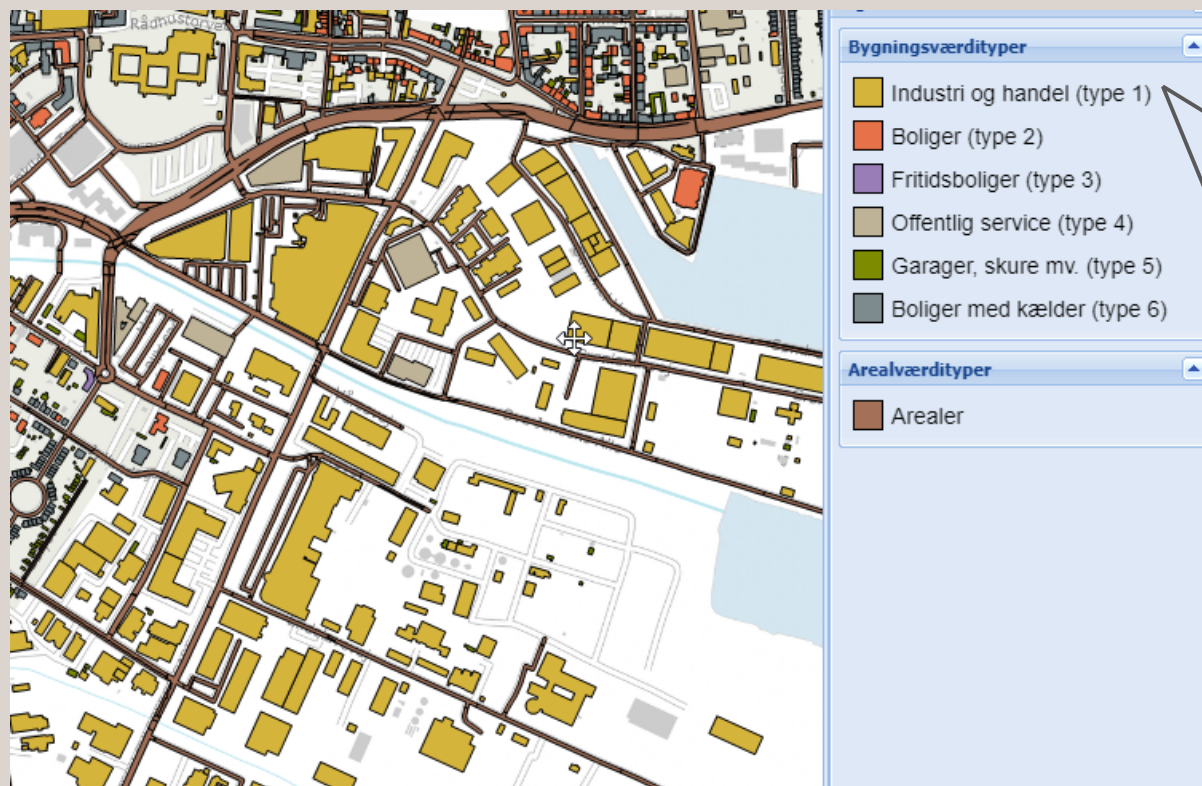 Rådhustorvet
Bygningsværdityper
Industri og handel (type 1)
Boliger (type 2)
Fritidsboliger (type 3)
Offentlig service (type 4)
Garager, skure mv. (type 5)
Boliger med kælder (type 6)
Arealværdityper
Arealer